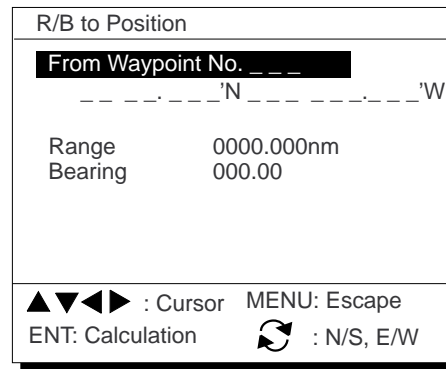 R/B to Position
From Waypoint No. _ _ _
_ _ _ _. _ _ _'N _ _ _ _ _._ _ _'W
Range 0000.000nm
Bearing 000.00
▲▼◀▶ : Cursor MENU: Escape
ENT: Calculation : N/S, E/W